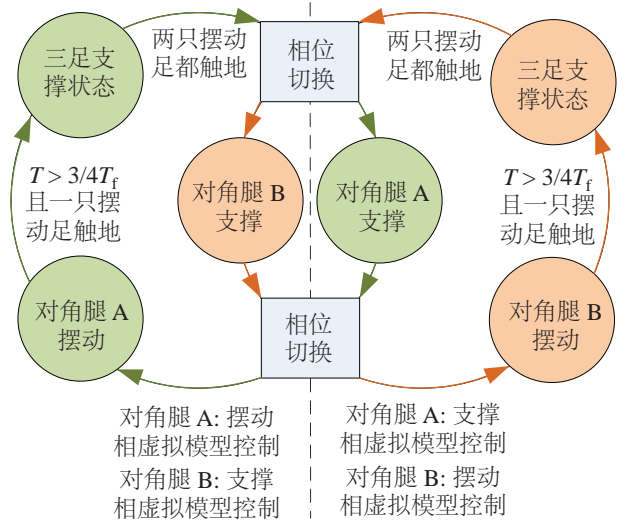 三足支
撑状态
两只摆动
足都触地
相位
切换
两只摆动
足都触地
三足支
撑状态
T > 3/4Tf
且一只摆
动足触地
对角腿 B
支撑
对角腿 A
支撑
T > 3/4Tf
且一只摆
动足触地
对角腿 A
摆动
相位
切换
对角腿 B
摆动
对角腿 A: 摆动
相虚拟模型控制
对角腿 B: 支撑
相虚拟模型控制
对角腿 A: 支撑
相虚拟模型控制
对角腿 B: 摆动
相虚拟模型控制